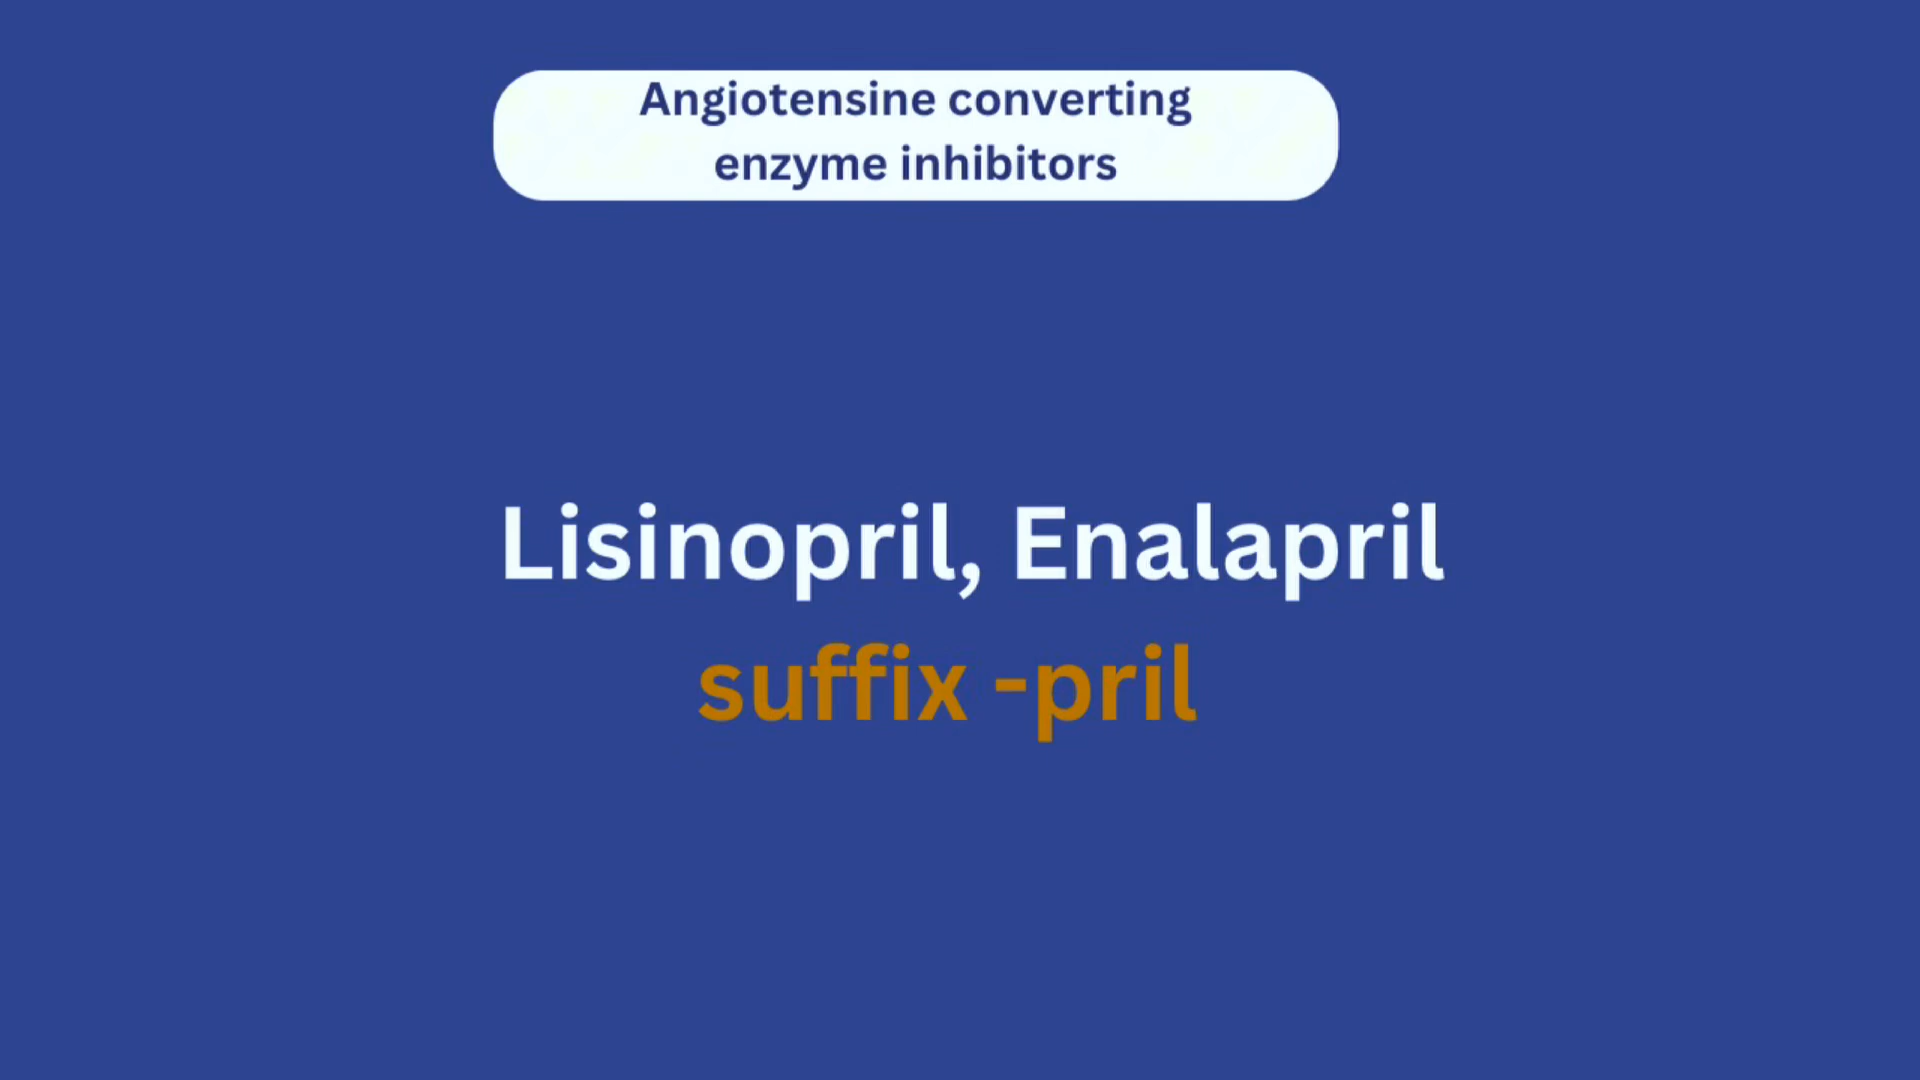 Angiotensine converting
enzyme inhibitors
Lisinopril, Enalapril
suffix -pril